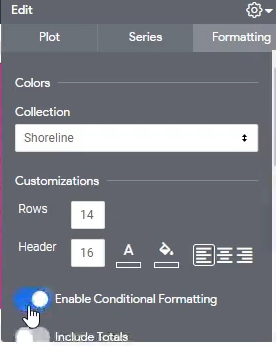 Edit
Plot Series Formatting
Colors
Collection
Shoreline
Customizations
Rows 14
Header 16 A
Enable Conditional Formatting
Include Totals